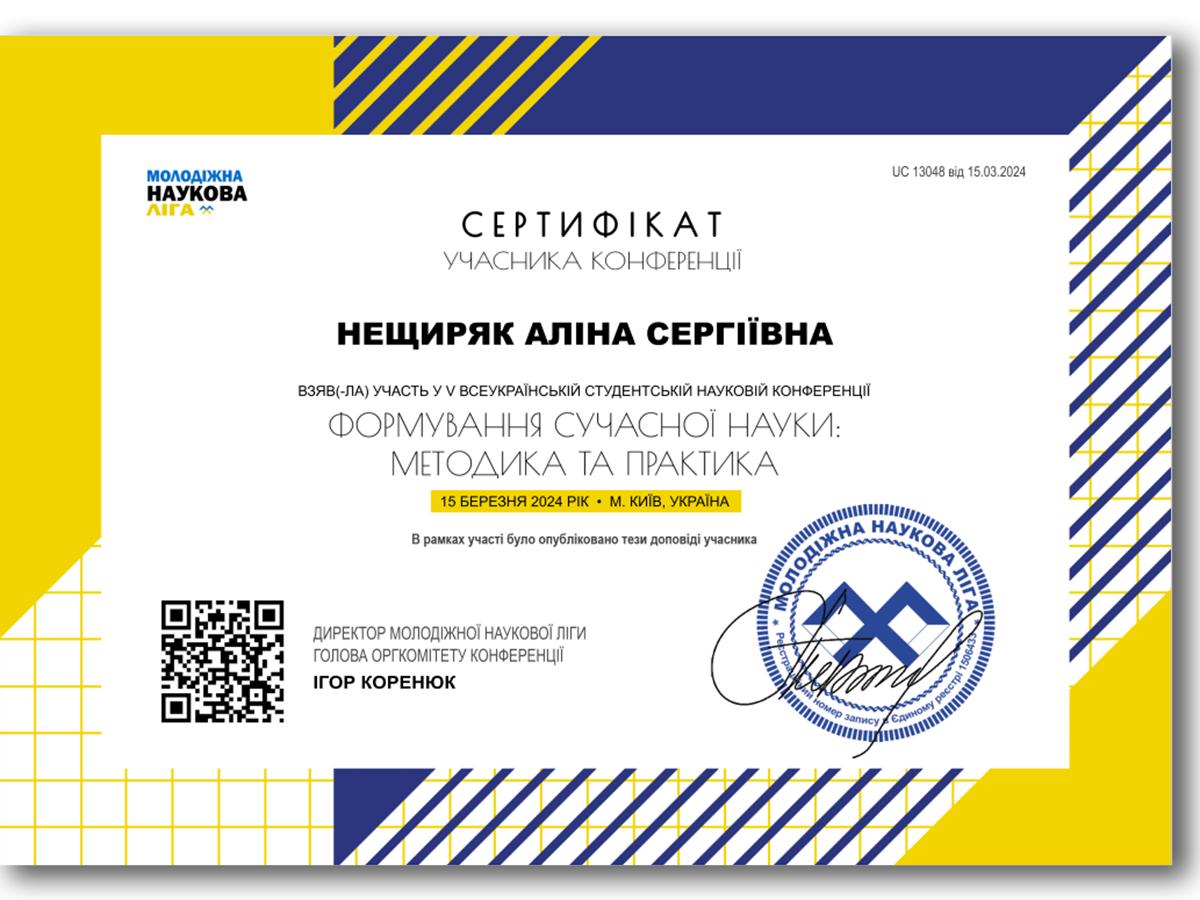 МОЛОДІЖНА
НАУКОВА
ЛІГА
UC 13048 від 15.03.2024
СЕРТИФІКАТ
УЧАСНИКА КОНФЕРЕНЦІЇ
НЕЩИРЯК АЛІНА СЕРГІЇВНА
ВЗЯВ(-ЛА) УЧАСТЬ У V ВСЕУКРАЇНСЬКІЙ СТУДЕНТСЬКІЙ НАУКОВІЙ КОНФЕРЕНЦІЇ
ФОРМУВАННЯ СУЧАСНОЇ НАУКИ:
МЕТОДИКА ТА ПРАКТИКА
15 БЕРЕЗНЯ 2024 РІК • М. КИЇВ, УКРАЇНА
В рамках участі було опубліковано тези доповіді учасника
ДИРЕКТОР МОЛОДІЖНОЇ НАУКОВОЇ ЛІГИ
ГОЛОВА ОРГКОМІТЕТУ КОНФЕРЕНЦІЇ
ІГОР КОРЕНЮК
* МОЛОДІЖНА НАУКОВА ЛІГА *
Реєстраційний номер запису в Єдиному реєстрі 1506433